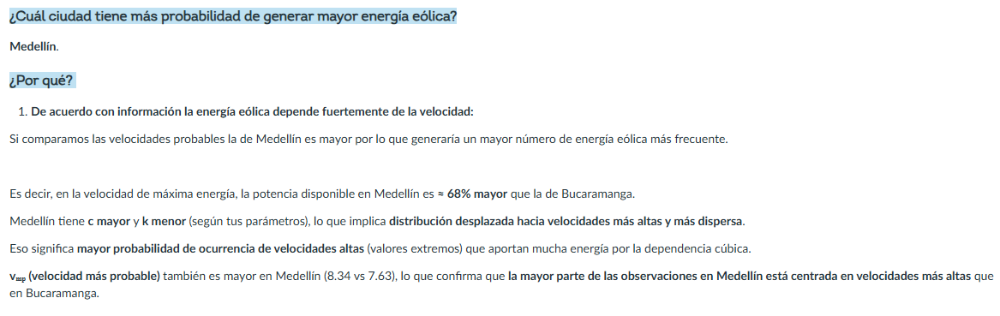 ¿Cuál ciudad tiene más probabilidad de generar mayor energía eólica?
Medellín.
¿Por qué?
1. De acuerdo con información la energía eólica depende fuertemente de la velocidad:
Si comparamos las velocidades probables la de Medellín es mayor por lo que generaría un mayor número de energía eólica más frecuente.
Es decir, en la velocidad de máxima energía, la potencia disponible en Medellín es ≈ 68% mayor que la de Bucaramanga.
Medellín tiene c mayor y k menor (según tus parámetros), lo que implica distribución desplazada hacia velocidades más altas y más dispersa.
Eso significa mayor probabilidad de ocurrencia de velocidades altas (valores extremos) que aportan mucha energía por la dependencia cúbica.
vmp (velocidad más probable) también es mayor en Medellín (8.34 vs 7.63), lo que confirma que la mayor parte de las observaciones en Medellín está centrada en velocidades más altas que
en Bucaramanga.